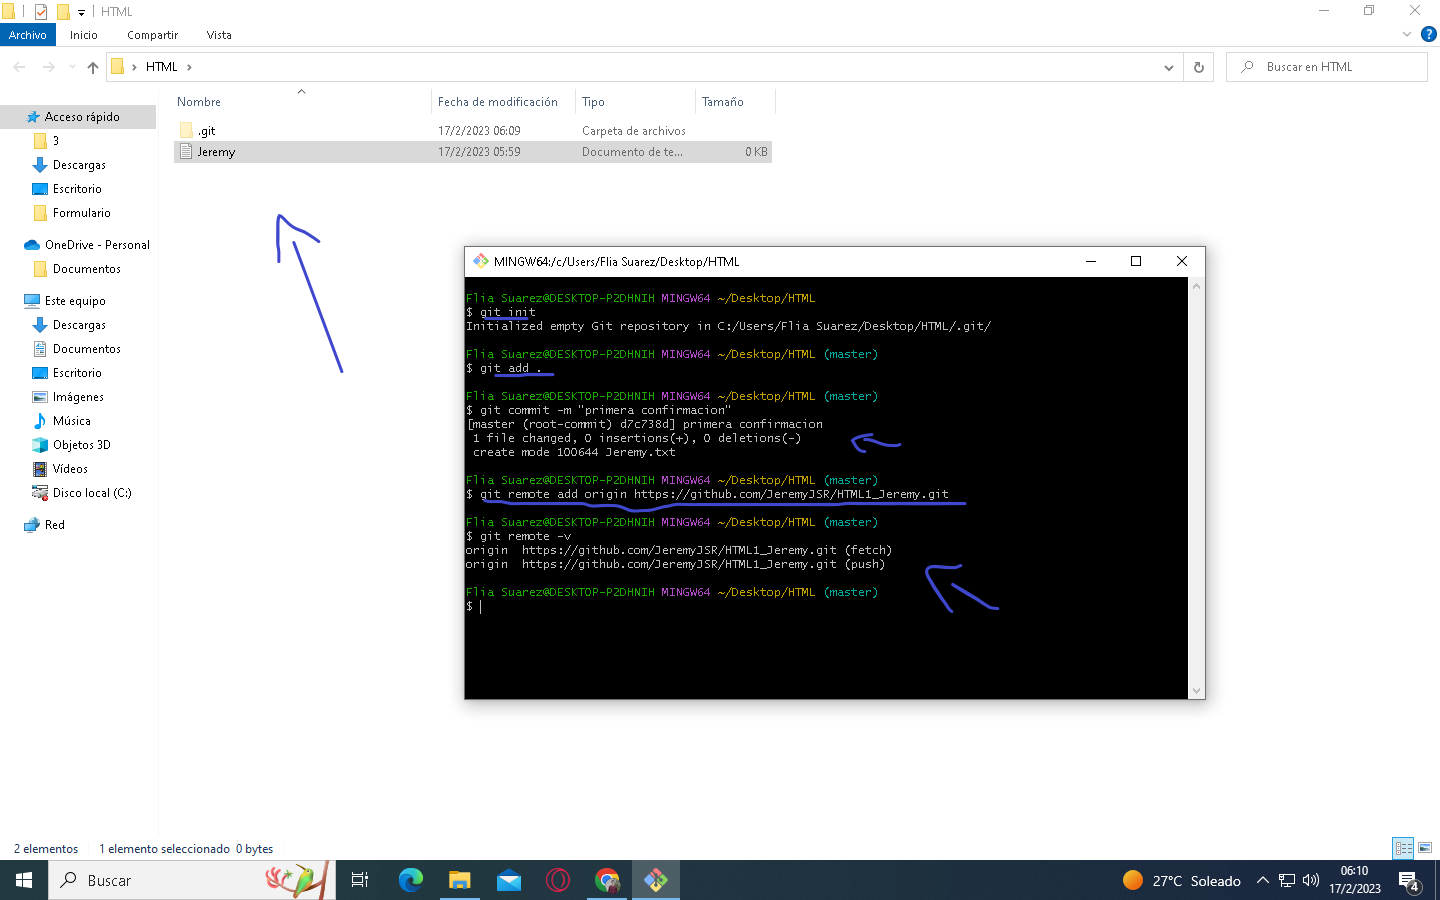 HTML
Archivo Inicio Compartir Vista
HTML
Buscar en HTML
Nombre Fecha de modificación Tipo Tamaño
.git 17/2/2023 06:09 Carpeta de archivos
Jeremy 17/2/2023 05:59 Documento de te... 0 KB
Acceso rápido
3
Descargas
Escritorio
Formulario
OneDrive - Personal
Documentos
Este equipo
Descargas
Documentos
Escritorio
Imágenes
Música
Objetos 3D
Vídeos
Disco local (C:)
Red
MINGW64:/c/Users/Flia Suarez/Desktop/HTML
Flia Suarez@DESKTOP-P2DHNIH MINGW64 ~/Desktop/HTML
$ git init
Initialized empty Git repository in C:/Users/Flia Suarez/Desktop/HTML/.git/
Flia Suarez@DESKTOP-P2DHNIH MINGW64 ~/Desktop/HTML (master)
$ git add .
Flia Suarez@DESKTOP-P2DHNIH MINGW64 ~/Desktop/HTML (master)
$ git commit -m "primera confirmacion"
[master (root-commit) d7c738d] primera confirmacion
1 file changed, 0 insertions(+), 0 deletions(-)
create mode 100644 Jeremy.txt
Flia Suarez@DESKTOP-P2DHNIH MINGW64 ~/Desktop/HTML (master)
$ git remote add origin https://github.com/JeremyJSR/HTML1_Jeremy.git
Flia Suarez@DESKTOP-P2DHNIH MINGW64 ~/Desktop/HTML (master)
$ git remote -v
origin https://github.com/JeremyJSR/HTML1_Jeremy.git (fetch)
origin https://github.com/JeremyJSR/HTML1_Jeremy.git (push)
Flia Suarez@DESKTOP-P2DHNIH MINGW64 ~/Desktop/HTML (master)
$
2 elementos 1 elemento seleccionado 0 bytes
Buscar
27°C Soleado
06:10
17/2/2023
4